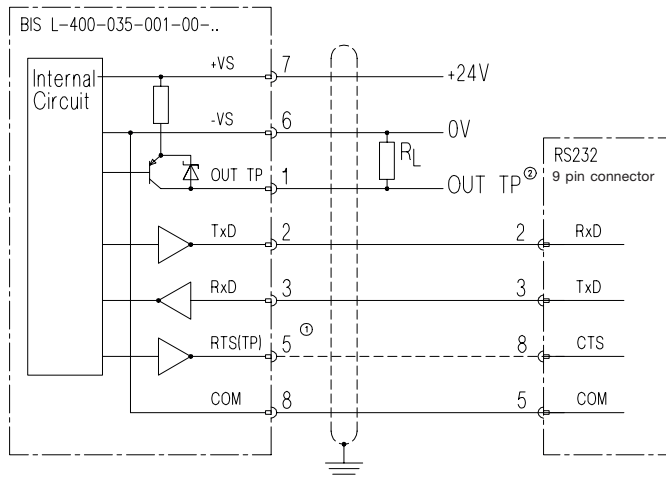 BIS L-400-035-001-00-..
Internal
Circuit
+VS 7 +24V
-VS 6 0V
RL
OUT TP 1 OUT TP ②
RS232
9 pin connector
TxD 2 2 RxD
RxD 3 3 TxD
RTS(TP) 5 ① 8 CTS
COM 8 5 COM